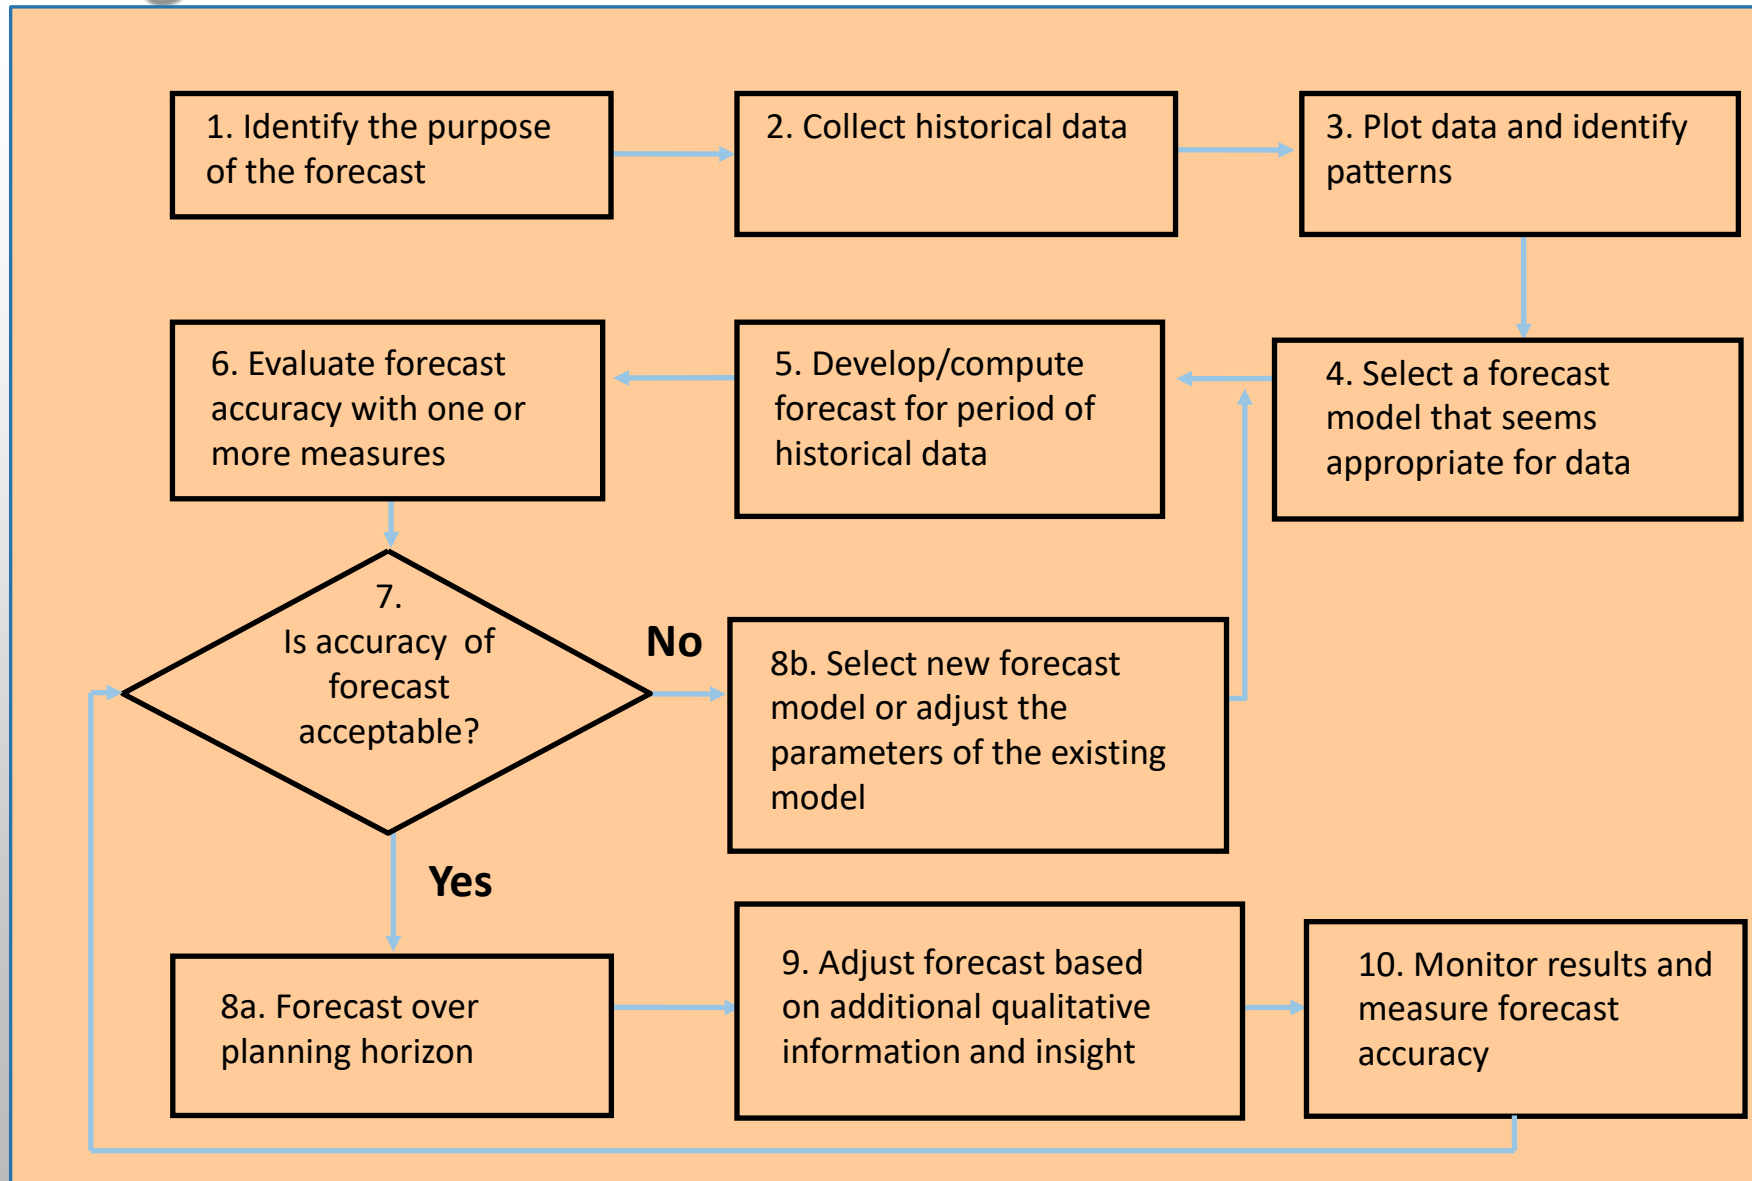 1. Identify the purpose
of the forecast
2. Collect historical data
3. Plot data and identify
patterns
4. Select a forecast
model that seems
appropriate for data
5. Develop/compute
forecast for period of
historical data
6. Evaluate forecast
accuracy with one or
more measures
7.
Is accuracy of
forecast
acceptable?
No
8b. Select new forecast
model or adjust the
parameters of the existing
model
Yes
8a. Forecast over
planning horizon
9. Adjust forecast based
on additional qualitative
information and insight
10. Monitor results and
measure forecast
accuracy